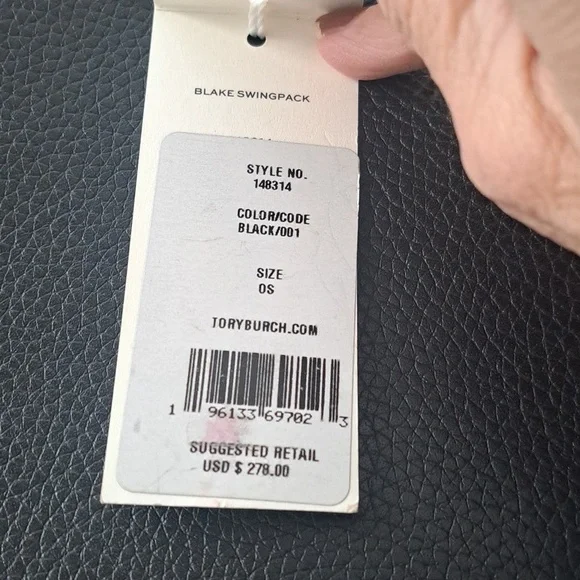 BLAKE SWINGPACK
STYLE NO.
148314
COLOR/CODE
BLACK/001
SIZE
OS
TORYBURCH.COM
1 96133 69702 3
SUGGESTED RETAIL
USD $ 278.00